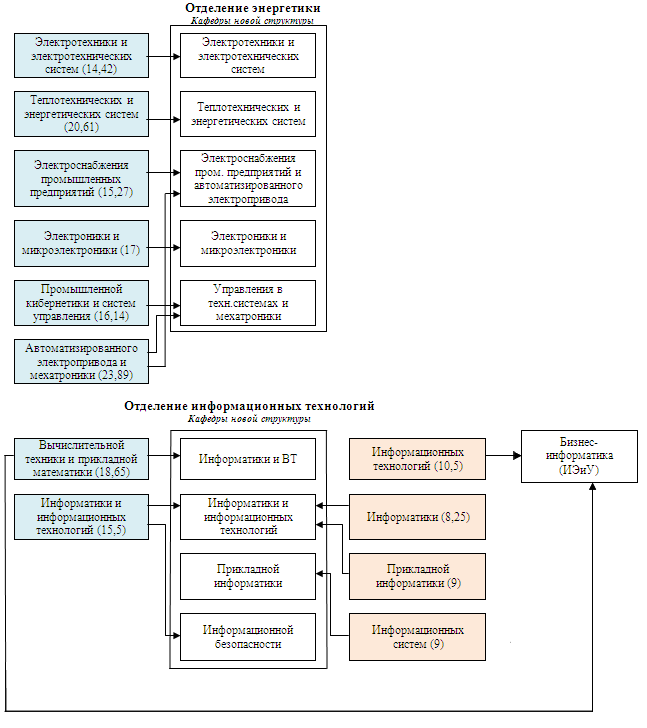 Отделение энергетики
Кафедры новой структуры
Электротехники и
электротехнических
систем (14,42)
Электротехники и
электротехнических
систем
Теплотехнических и
энергетических систем
(20,61)
Теплотехнических и
энергетических систем
Электроснабжения
промышленных
предприятий (15,27)
Электроснабжения
пром. предприятий и
автоматизированного
электропривода
Электроники и
микроэлектроники (17)
Электроники и
микроэлектроники
Промышленной
кибернетики и систем
управления (16,14)
Управления в
техн.системах и
мехатроники
Автоматизированного
электропривода и
мехатроники (23,89)
Отделение информационных технологий
Кафедры новой структуры
Вычислительной
техники и прикладной
математики (18,65)
Информатики и ВТ
Информационных
технологий (10,5)
Бизнес-
информатика
(ИЭиУ)
Информатики и
информационных
технологий (15,5)
Информатики и
информационных
технологий
Информатики (8,25)
Прикладной
информатики
Прикладной
информатики (9)
Информационной
безопасности
Информационных
систем (9)